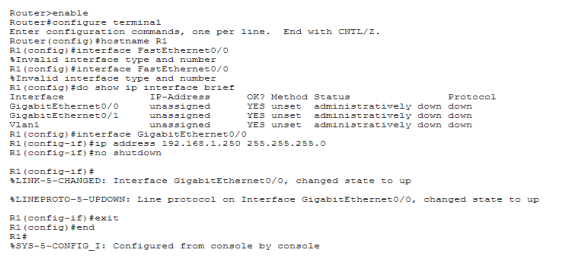 Router>enable
Router#configure terminal
Enter configuration commands, one per line.  End with CNTL/Z.
Router(config)#hostname R1
R1(config)#interface FastEthernet0/0
%Invalid interface type and number
R1(config)#interface FastEthernet0/0
%Invalid interface type and number
R1(config)#do show ip interface brief
Interface              IP-Address      OK? Method Status                Protocol
GigabitEthernet0/0     unassigned      YES unset  administratively down down
GigabitEthernet0/1     unassigned      YES unset  administratively down down
Vlan1                  unassigned      YES unset  administratively down down
R1(config)#interface GigabitEthernet0/0
R1(config-if)#ip address 192.168.1.250 255.255.255.0
R1(config-if)#no shutdown
R1(config-if)#
%LINK-5-CHANGED: Interface GigabitEthernet0/0, changed state to up
%LINEPROTO-5-UPDOWN: Line protocol on Interface GigabitEthernet0/0, changed state to up
R1(config-if)#exit
R1(config)#end
R1#
%SYS-5-CONFIG_I: Configured from console by console